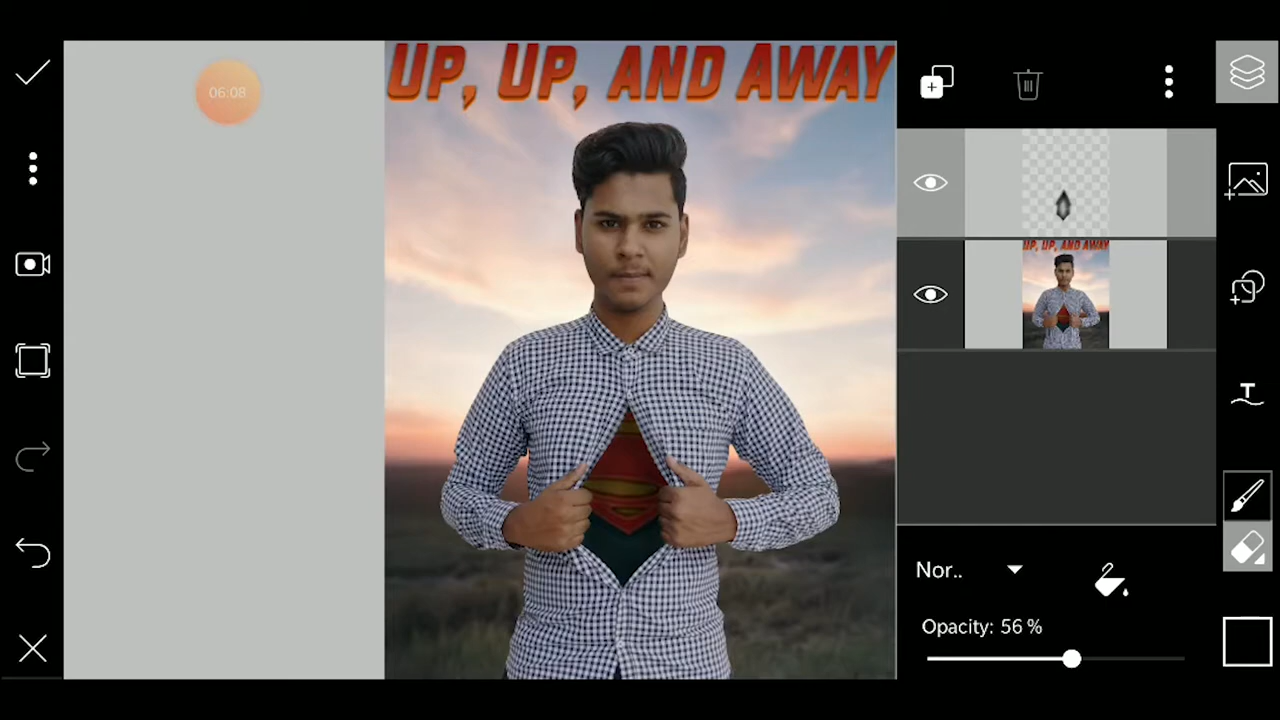 06:08
UP, UP, AND AWAY
UP, UP, AND AWAY
Nor..
Opacity: 56 %